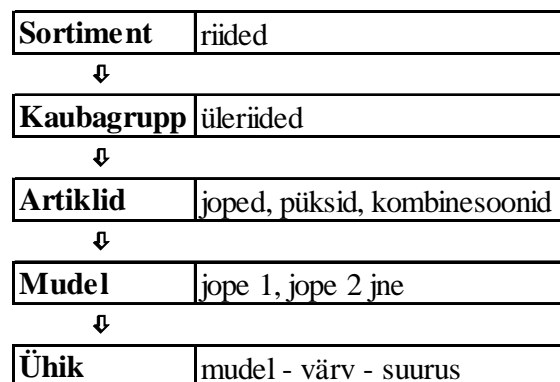 Sortiment riided
⇩
Kaubagrupp üleriided
⇩
Artiklid joped, püksid, kombinesoonid
⇩
Mudel jope 1, jope 2 jne
⇩
Ühik mudel - värv - suurus